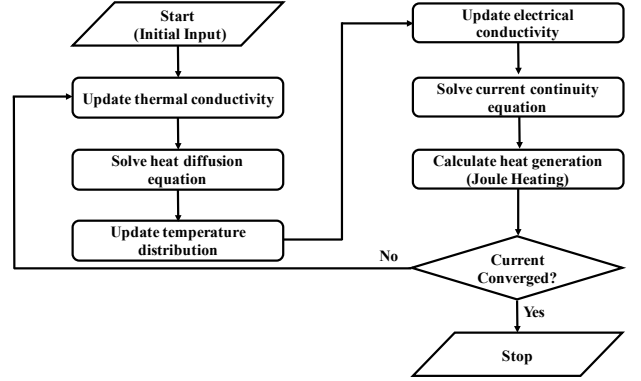 Start
(Initial Input)
Update thermal conductivity
Solve heat diffusion
equation
Update temperature
distribution
Update electrical
conductivity
Solve current continuity
equation
Calculate heat generation
(Joule Heating)
Current
Converged?
No
Yes
Stop